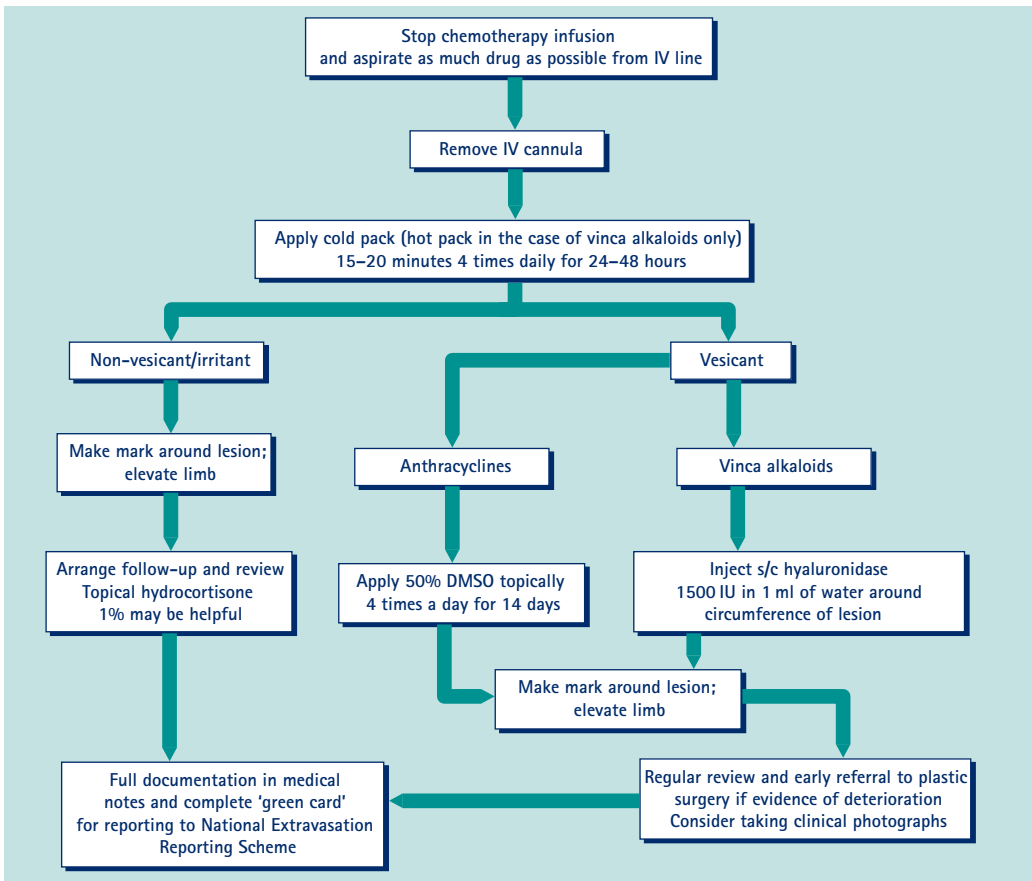 Stop chemotherapy infusion
and aspirate as much drug as possible from IV line
Remove IV cannula
Apply cold pack (hot pack in the case of vinca alkaloids only)
15–20 minutes 4 times daily for 24–48 hours
Non-vesicant/irritant
Vesicant
Make mark around lesion;
elevate limb
Anthracyclines
Vinca alkaloids
Arrange follow-up and review
Topical hydrocortisone
1% may be helpful
Apply 50% DMSO topically
4 times a day for 14 days
Inject s/c hyaluronidase
1500 IU in 1 ml of water around
circumference of lesion
Make mark around lesion;
elevate limb
Full documentation in medical
notes and complete ‘green card’
for reporting to National Extravasation
Reporting Scheme
Regular review and early referral to plastic
surgery if evidence of deterioration
Consider taking clinical photographs